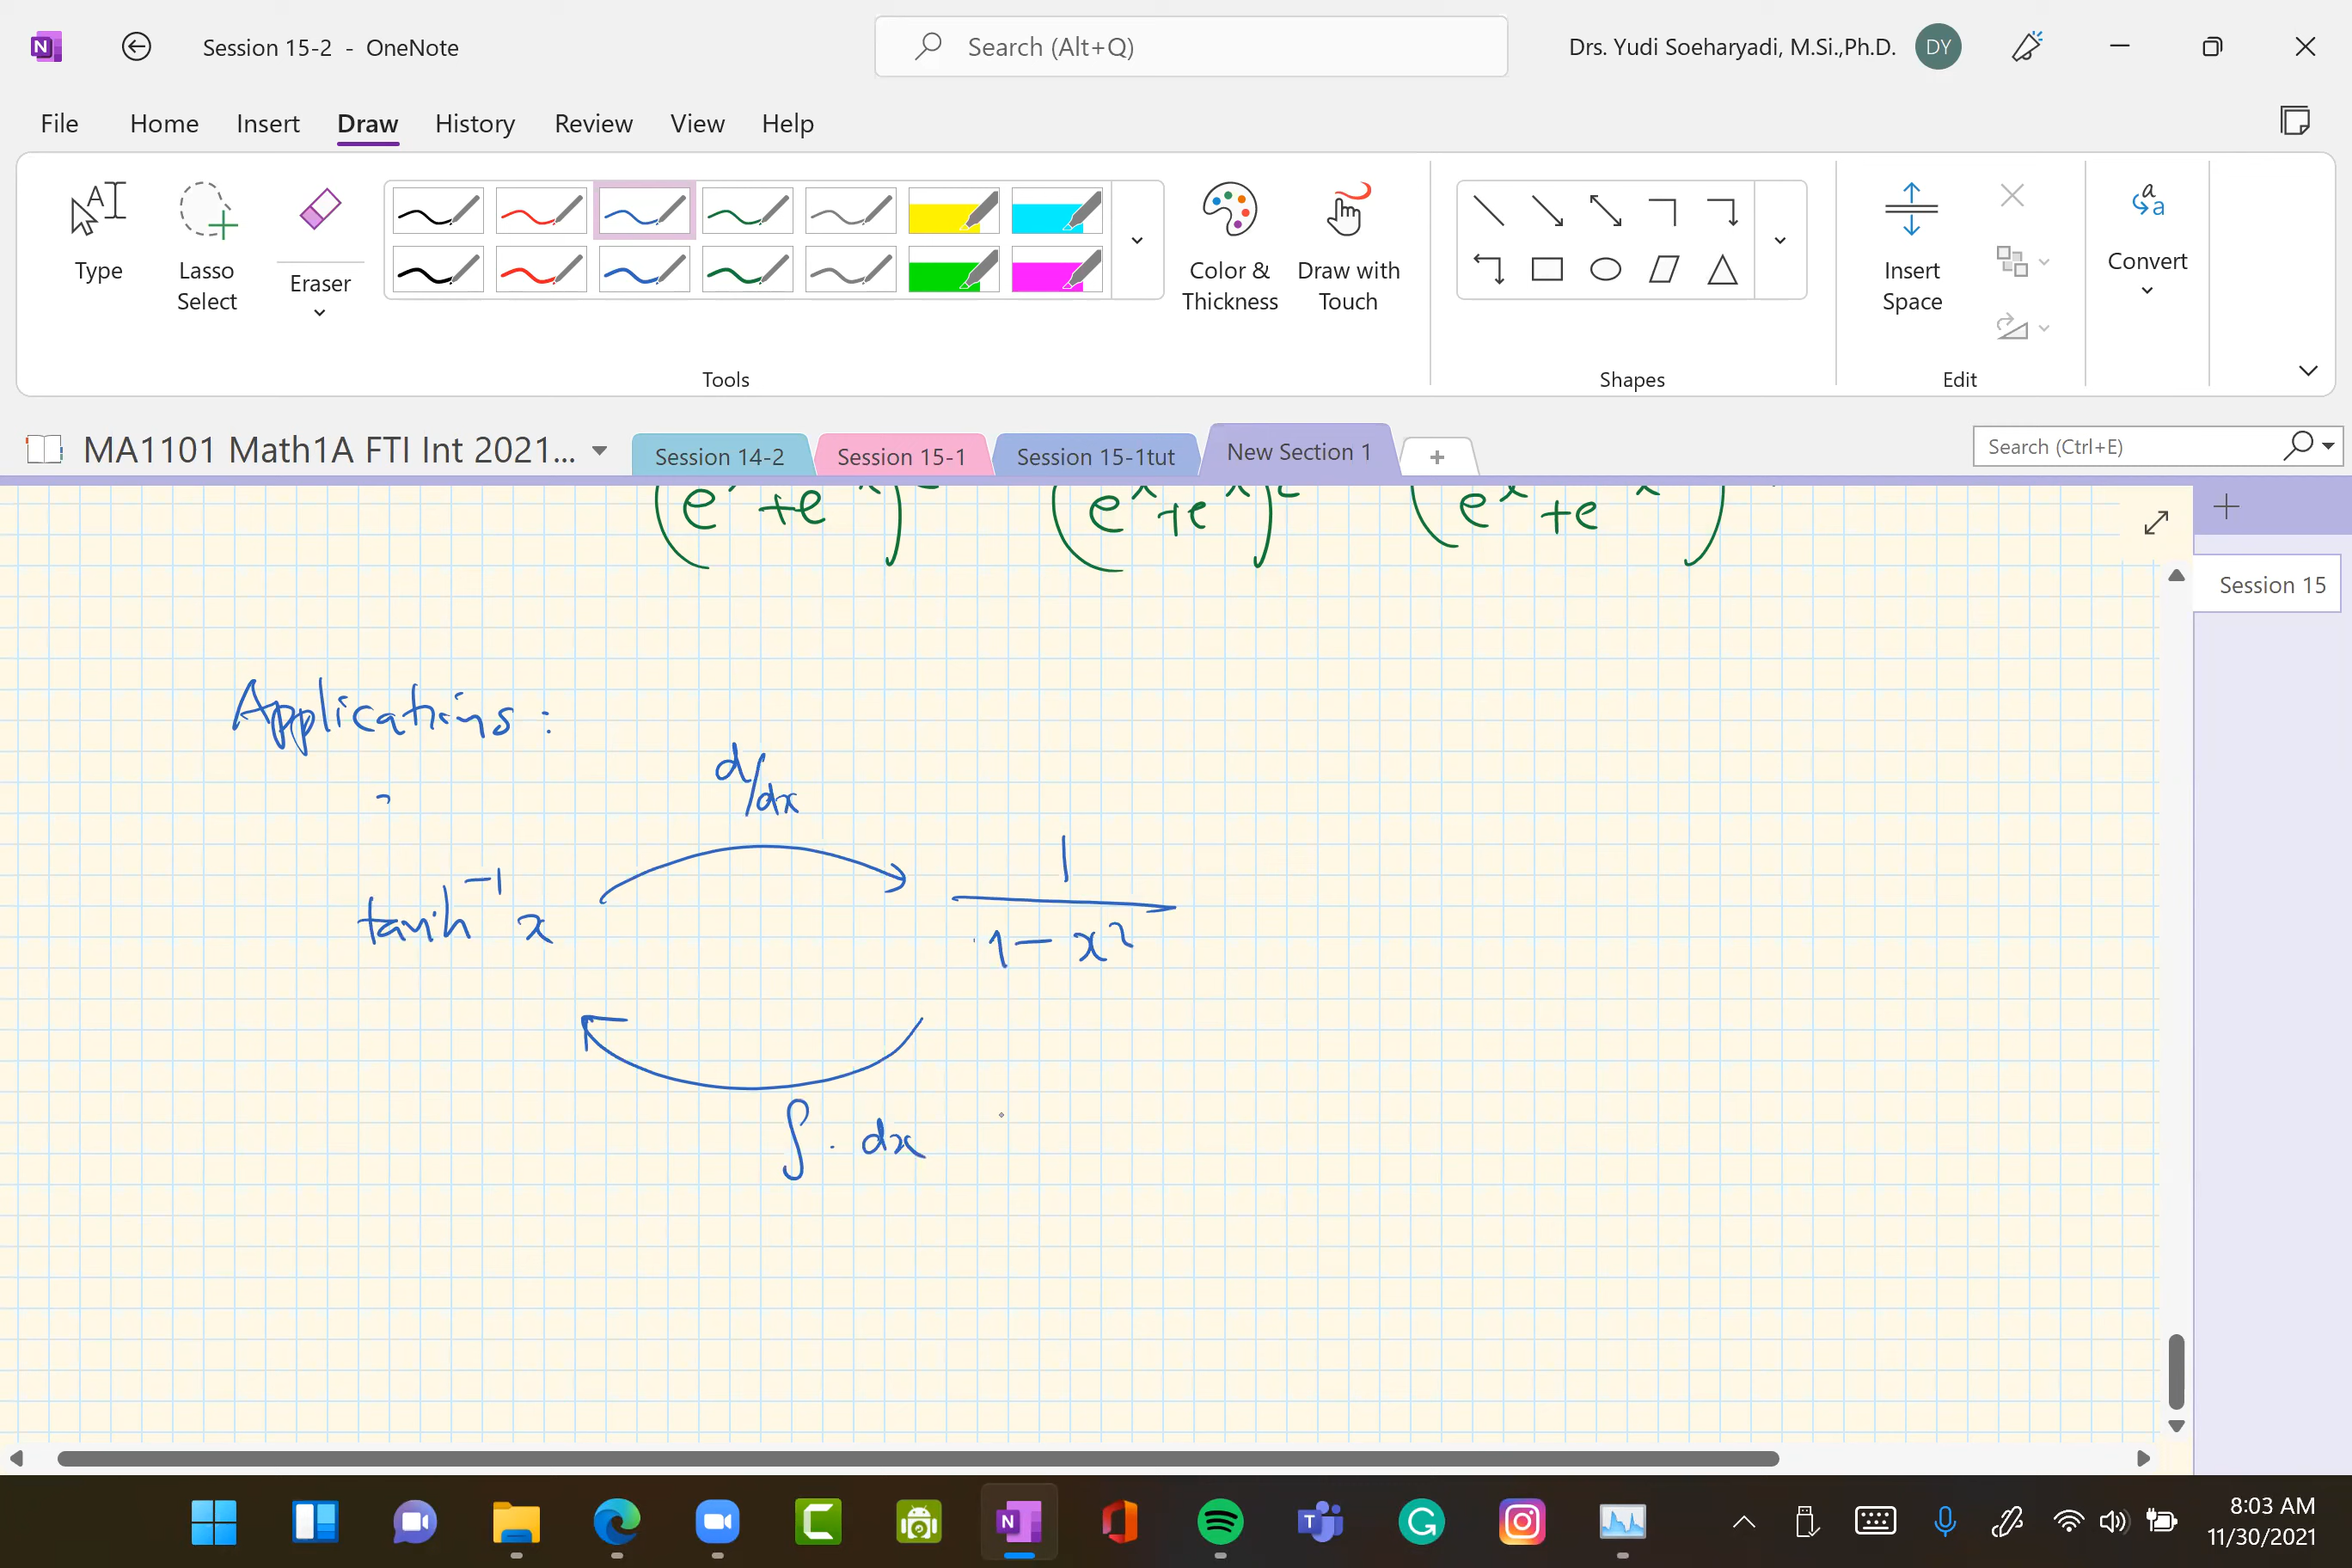 Session 15-2 - OneNote
Search (Alt+Q)
Drs. Yudi Soeharyadi, M.Si.,Ph.D.
DY
File Home Insert Draw History Review View Help
Type
Lasso Select
Eraser
Color & Thickness
Draw with Touch
Insert Space
Convert
Tools
Shapes
Edit
MA1101 Math1A FTI Int 2021...
Session 14-2
Session 15-1
Session 15-1tut
New Section 1
Search (Ctrl+E)
Session 15
(e^x+e^-x)^2 (e^x+e^-x)^2 (e^x+e^-x)
Applications:
d/dx
tanh^-1 x
1
1-x^2
∫ · dx
8:03 AM
11/30/2021